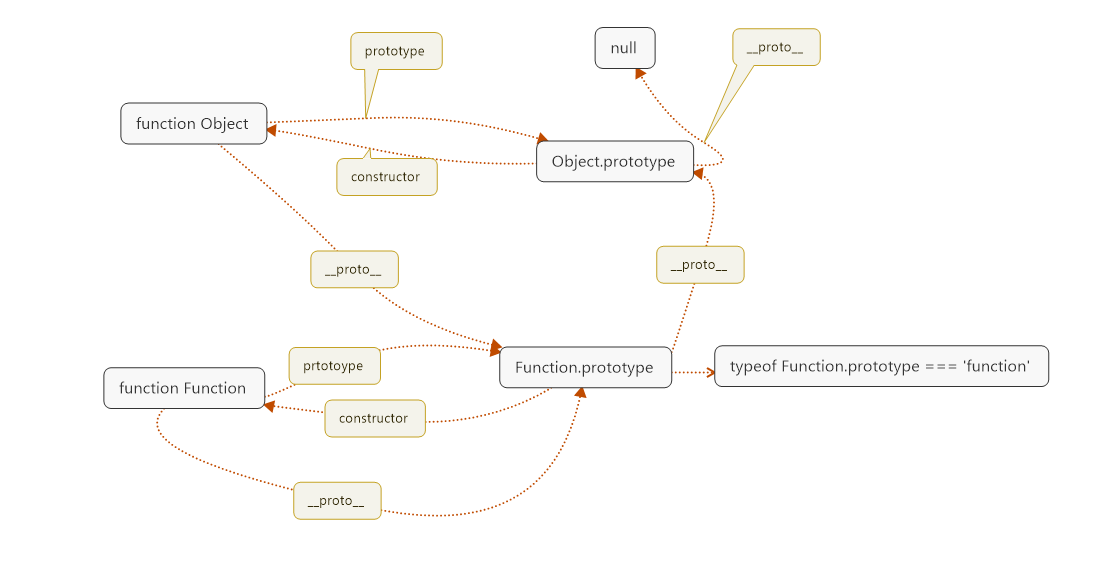 prototype
null
__proto__
function Object
Object.prototype
constructor
__proto__
__proto__
prtotoype
Function.prototype
typeof Function.prototype === 'function'
function Function
constructor
__proto__